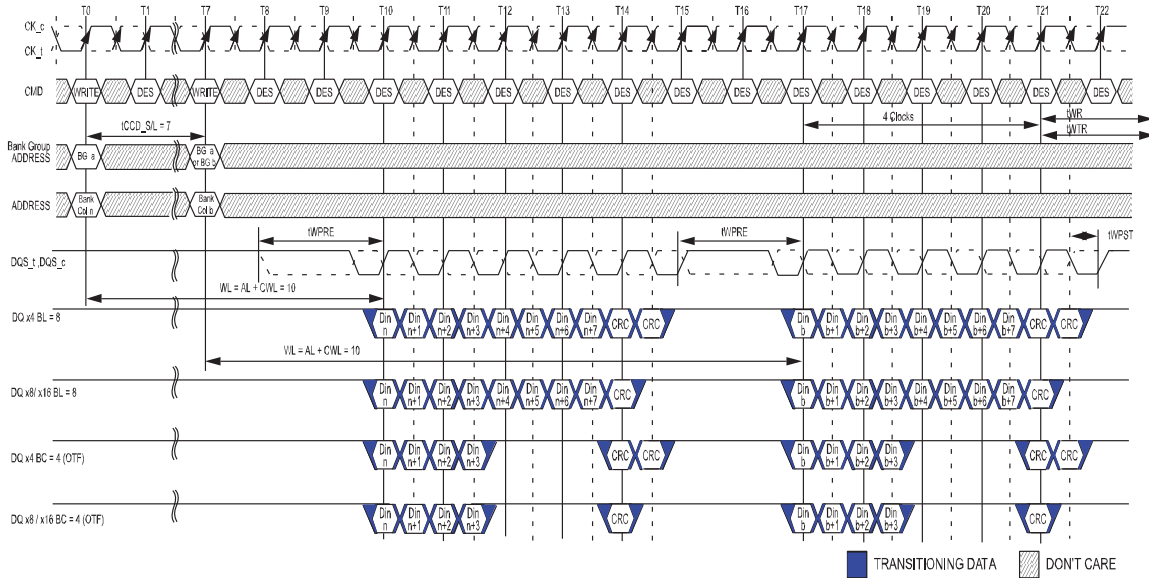 T0 T1 T7 T8 T9 T10 T11 T12 T13 T14 T15 T16 T17 T18 T19 T20 T21 T22
CK_c
CK_t
CMD WRITE DES WRITE DES DES DES DES DES DES DES DES DES DES DES DES DES DES DES
tCCD_S/L = 7
4 Clocks
tWR
tWTR
Bank Group
ADDRESS
BG a
BG a
or BG b
ADDRESS
Bank
Col n
Bank
Col b
tWPRE
tWPRE
tWPST
DQS_t ,DQS_c
WL = AL + CWL = 10
DQ x4 BL = 8
Din Din Din Din Din Din Din Din CRC CRC Din Din Din Din Din Din Din Din CRC CRC
n n+1 n+2 n+3 n+4 n+5 n+6 n+7 b b+1 b+2 b+3 b+4 b+5 b+6 b+7
WL = AL + CWL = 10
DQ x8/ x16 BL = 8
Din Din Din Din Din Din Din Din CRC Din Din Din Din Din Din Din Din CRC
n n+1 n+2 n+3 n+4 n+5 n+6 n+7 b b+1 b+2 b+3 b+4 b+5 b+6 b+7
DQ x4 BC = 4 (OTF)
Din Din Din Din CRC CRC Din Din Din Din CRC CRC
n n+1 n+2 n+3 b b+1 b+2 b+3
DQ x8 / x16 BC = 4 (OTF)
Din Din Din Din CRC Din Din Din Din CRC
n n+1 n+2 n+3 b b+1 b+2 b+3
TRANSITIONING DATA DON'T CARE